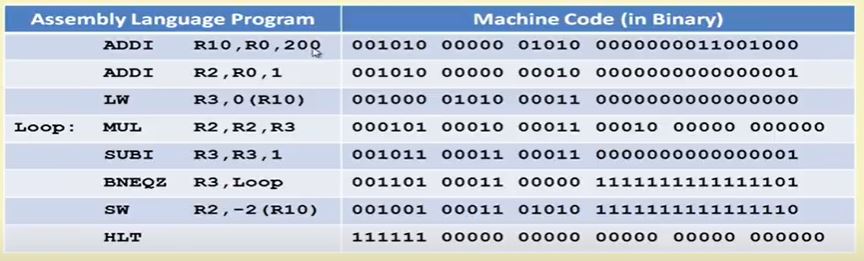 Assembly Language Program Machine Code (in Binary)
ADDI R10,R0,200 001010 00000 01010 0000000011001000
ADDI R2,R0,1 001010 00000 00010 0000000000000001
LW R3,0(R10) 001000 01010 00011 0000000000000000
Loop: MUL R2,R2,R3 000101 00010 00011 00010 00000 000000
SUBI R3,R3,1 001011 00011 00011 0000000000000001
BNEQZ R3,Loop 001101 00011 00000 1111111111111101
SW R2,-2(R10) 001001 00011 01010 1111111111111110
HLT 111111 00000 00000 00000 00000 000000